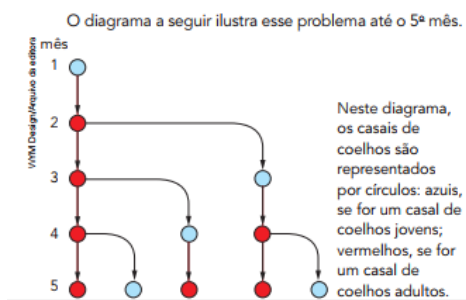 O diagrama a seguir ilustra esse problema até o 5º mês.
WYM Design/Arquivo da editora
mês
1
2
3
4
5
Neste diagrama,
os casais de
coelhos são
representados
por círculos: azuis,
se for um casal de
coelhos jovens;
vermelhos, se for
um casal de
coelhos adultos.